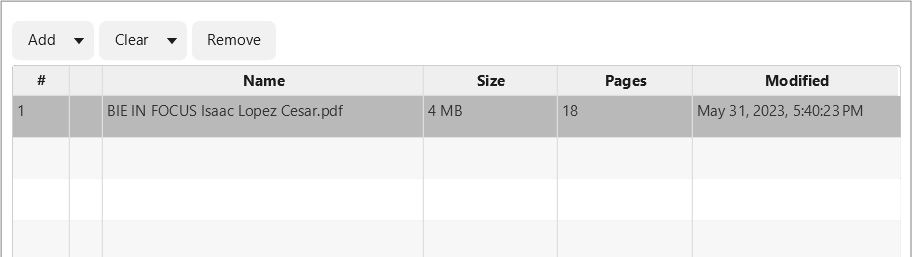 Add Clear Remove
# Name Size Pages Modified
1 BIE IN FOCUS Isaac Lopez Cesar.pdf 4 MB 18 May 31, 2023, 5:40:23 PM